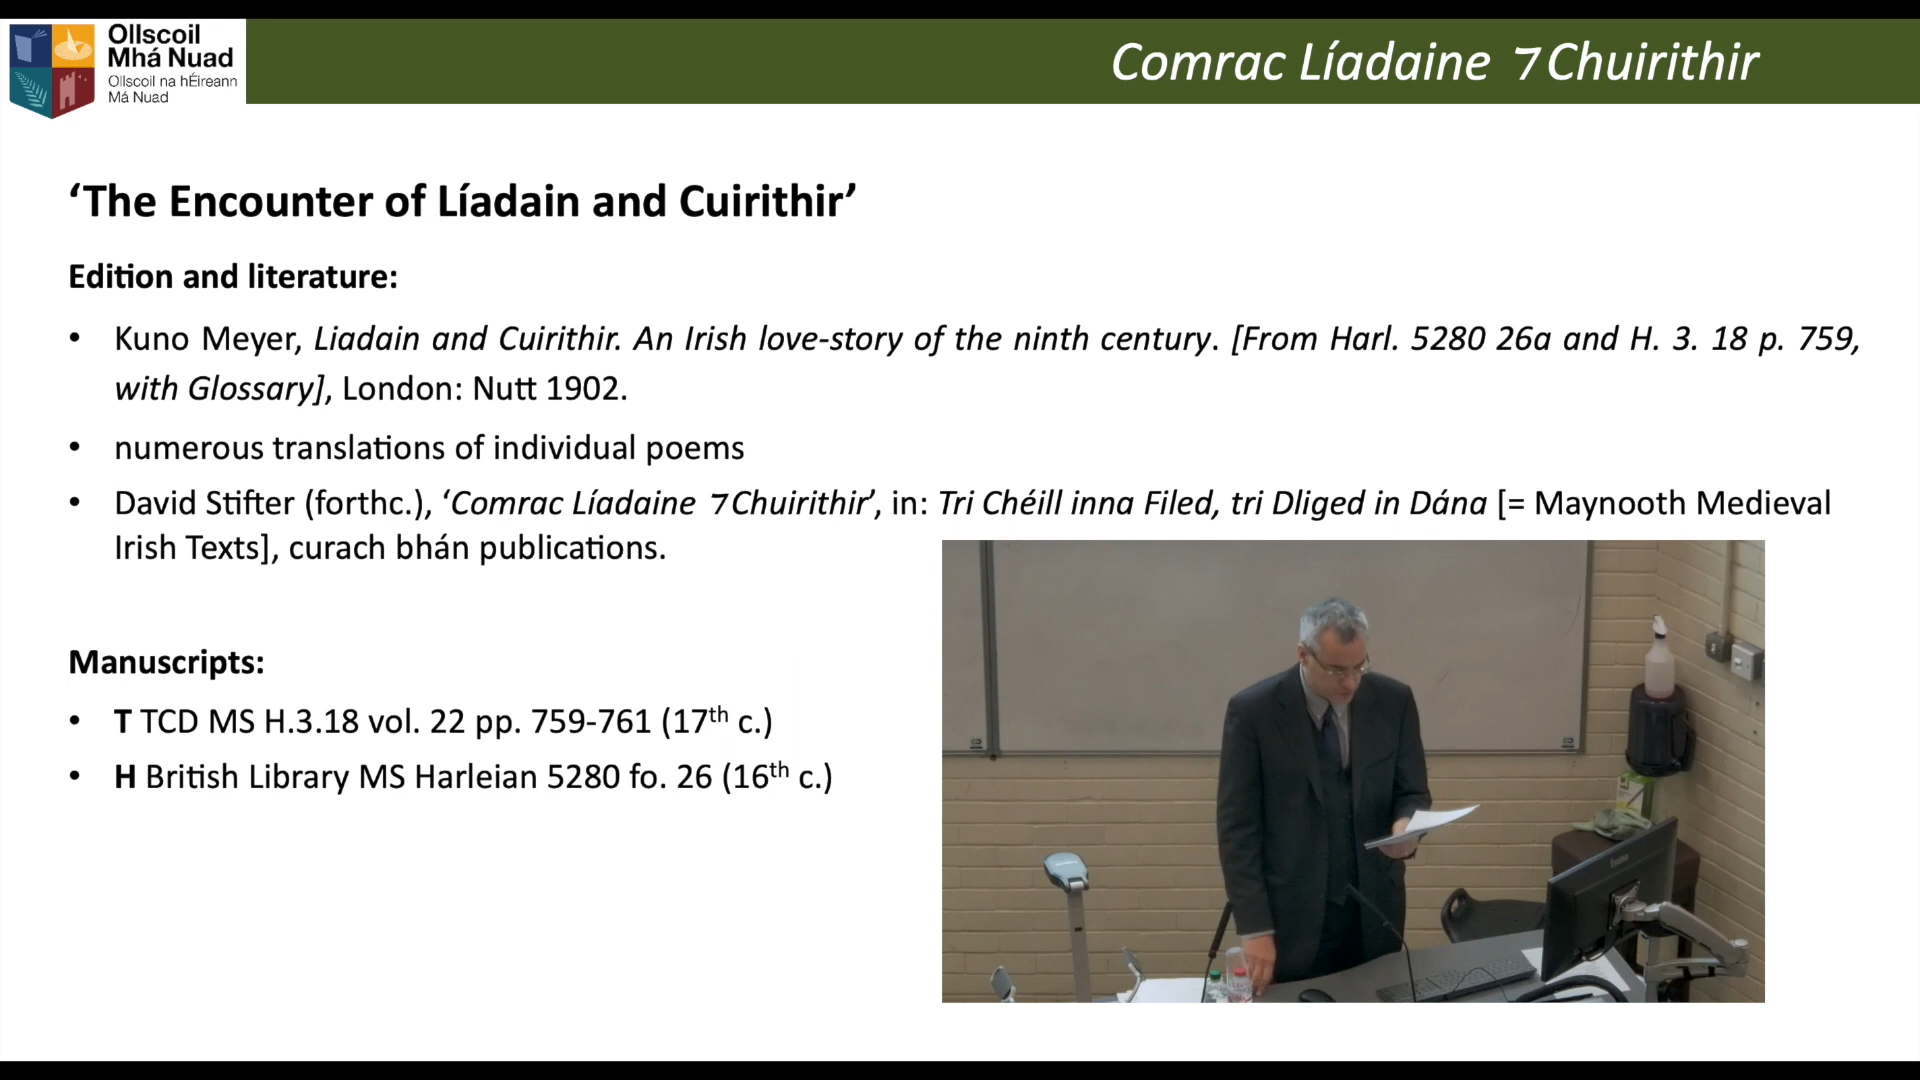 Ollscoil
Mhá Nuad
Ollscoil na hÉireann
Má Nuad
Comrac Líadaine ⁊ Chuirithir
‘The Encounter of Líadain and Cuirithir’
Edition and literature:
• Kuno Meyer, Liadain and Cuirithir. An Irish love-story of the ninth century. [From Harl. 5280 26a and H. 3. 18 p. 759,
with Glossary], London: Nutt 1902.
• numerous translations of individual poems
• David Stifter (forthc.), ‘Comrac Líadaine ⁊ Chuirithir’, in: Tri Chéill inna Filed, tri Dliged in Dána [= Maynooth Medieval
Irish Texts], curach bhán publications.
Manuscripts:
• T TCD MS H.3.18 vol. 22 pp. 759-761 (17th c.)
• H British Library MS Harleian 5280 fo. 26 (16th c.)